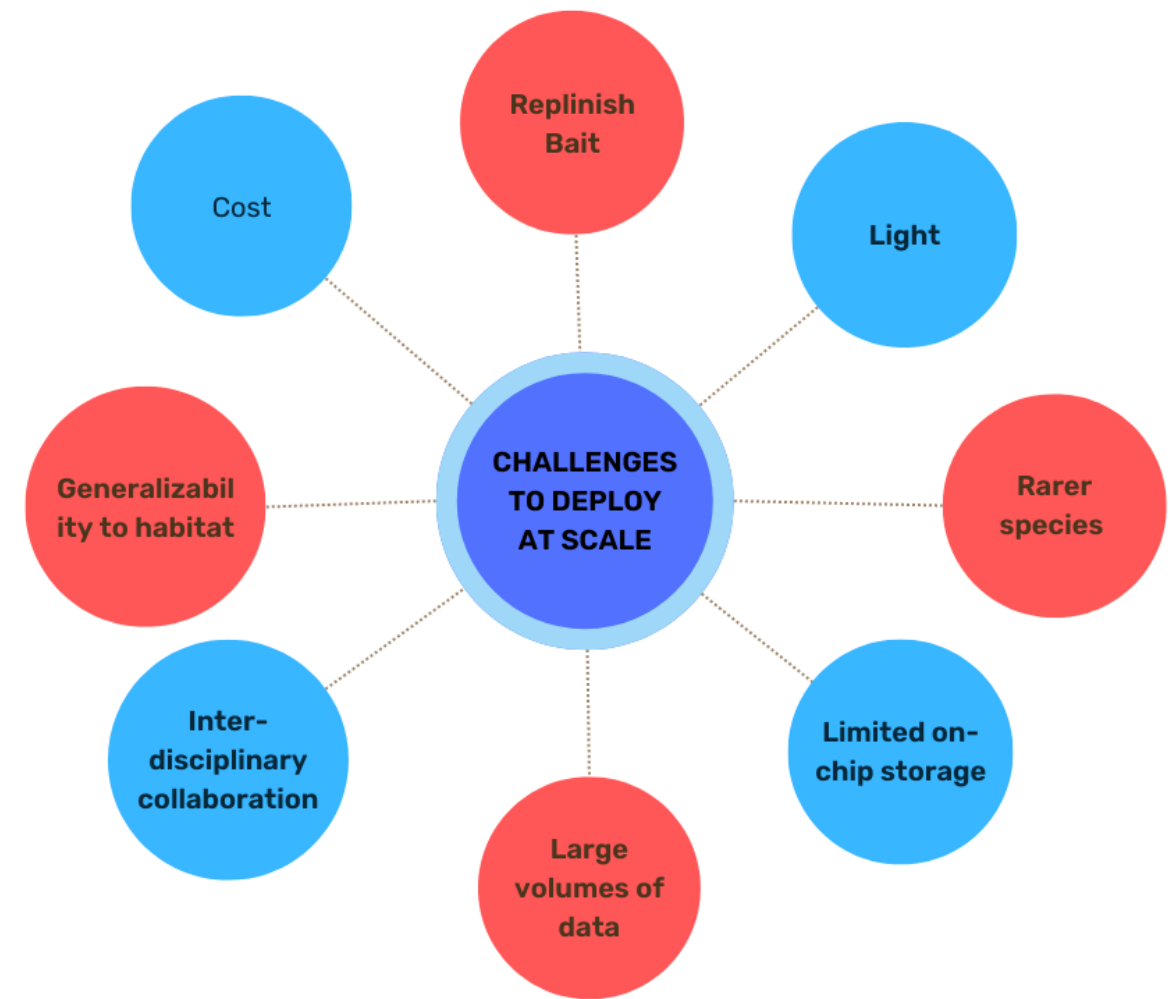 Replinish
Bait
Cost
Light
CHALLENGES
TO DEPLOY
AT SCALE
Generalizabil
ity to habitat
Rarer
species
Inter-
disciplinary
collaboration
Limited on-
chip storage
Large
volumes of
data